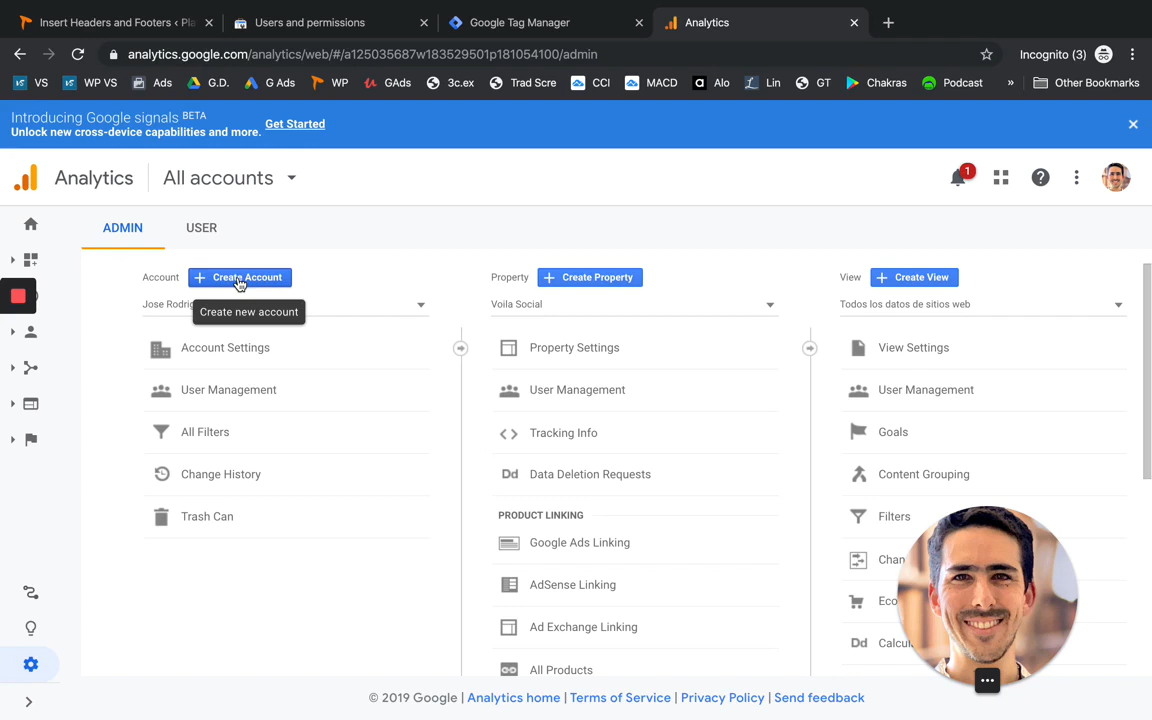 Insert Headers and Footers ‹ Pla
Users and permissions
Google Tag Manager
Analytics
analytics.google.com/analytics/web/#/a125035687w183529501p181054100/admin
Incognito (3)
VS
WP VS
Ads
G.D.
G Ads
WP
GAds
3c.ex
Trad Scre
CCI
MACD
Alo
Lin
GT
Chakras
Podcast
»
Other Bookmarks
Introducing Google signals BETA
Unlock new cross-device capabilities and more. Get Started
Analytics
All accounts
1
ADMIN
USER
Account
+ Create Account
Property
+ Create Property
View
+ Create View
Jose Rodrig
Create new account
Voila Social
Todos los datos de sitios web
Account Settings
Property Settings
View Settings
User Management
User Management
User Management
All Filters
Tracking Info
Goals
Change History
Dd Data Deletion Requests
Content Grouping
Trash Can
PRODUCT LINKING
Filters
Google Ads Linking
AdSense Linking
Ad Exchange Linking
Dd
All Products
© 2019 Google | Analytics home | Terms of Service | Privacy Policy | Send feedback